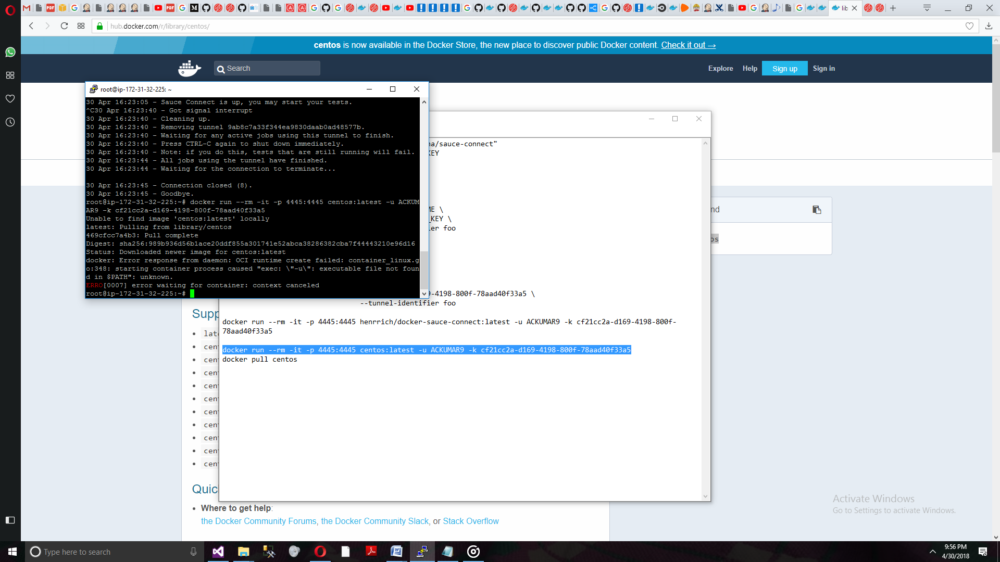 lib
hub.docker.com/r/library/centos/
centos is now available in the Docker Store, the new place to discover public Docker content. Check it out →
Search
Explore Help Sign up Sign in
root@ip-172-31-32-225: ~
30 Apr 16:23:05 - Sauce Connect is up, you may start your tests.
^C30 Apr 16:23:40 - Got signal interrupt
30 Apr 16:23:40 - Cleaning up.
30 Apr 16:23:40 - Removing tunnel 9ab8c7a33f344ea9830daab0ad48577b.
30 Apr 16:23:40 - Waiting for any active jobs using this tunnel to finish.
30 Apr 16:23:40 - Press CTRL-C again to shut down immediately.
30 Apr 16:23:40 - Note: if you do this, tests that are still running will fail.
30 Apr 16:23:44 - All jobs using the tunnel have finished.
30 Apr 16:23:44 - Waiting for the connection to terminate...
30 Apr 16:23:45 - Connection closed (8).
30 Apr 16:23:45 - Goodbye.
root@ip-172-31-32-225:~# docker run --rm -it -p 4445:4445 centos:latest -u ACKUM
AR9 -k cf21cc2a-d169-4198-800f-78aad40f33a5
Unable to find image 'centos:latest' locally
latest: Pulling from library/centos
469cfcc7a4b3: Pull complete
Digest: sha256:989b936d56b1ace20ddf855a301741e52abca38286382cba7f44443210e96d16
Status: Downloaded newer image for centos:latest
docker: Error response from daemon: OCI runtime create failed: container_linux.g
o:348: starting container process caused "exec: \"-u\": executable file not foun
d in $PATH": unknown.
ERRO[0007] error waiting for container: context canceled
root@ip-172-31-32-225:~#
na/sauce-connect"
KEY
ME \
_KEY \
ier foo
9-4198-800f-78aad40f33a5 \
--tunnel-identifier foo
docker run --rm -it -p 4445:4445 henrrich/docker-sauce-connect:latest -u ACKUMAR9 -k cf21cc2a-d169-4198-800f-
78aad40f33a5
docker run --rm -it -p 4445:4445 centos:latest -u ACKUMAR9 -k cf21cc2a-d169-4198-800f-78aad40f33a5
docker pull centos
nd
os
Supp
late
cent
cent
cent
cent
cent
cent
cent
cent
cent
cent
Quic
Where to get help:
the Docker Community Forums, the Docker Community Slack, or Stack Overflow
Activate Windows
Go to Settings to activate Windows.
Type here to search
9:56 PM
4/30/2018